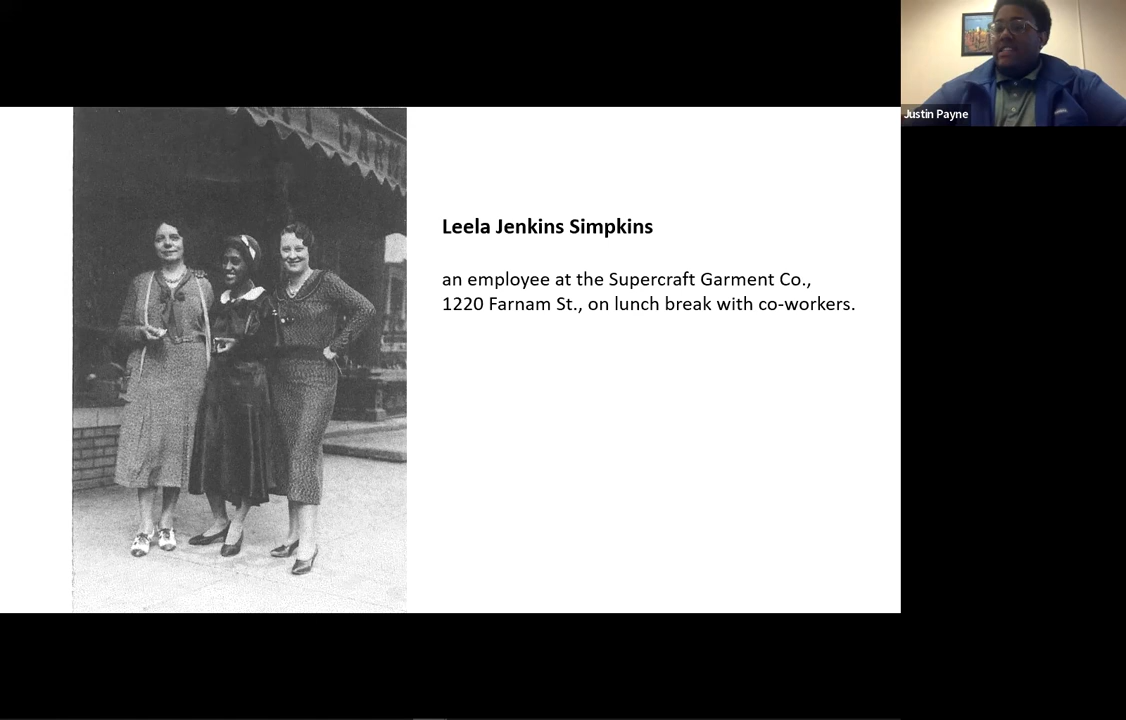 Justin Payne
Leela Jenkins Simpkins
an employee at the Supercraft Garment Co.,
1220 Farnam St., on lunch break with co-workers.